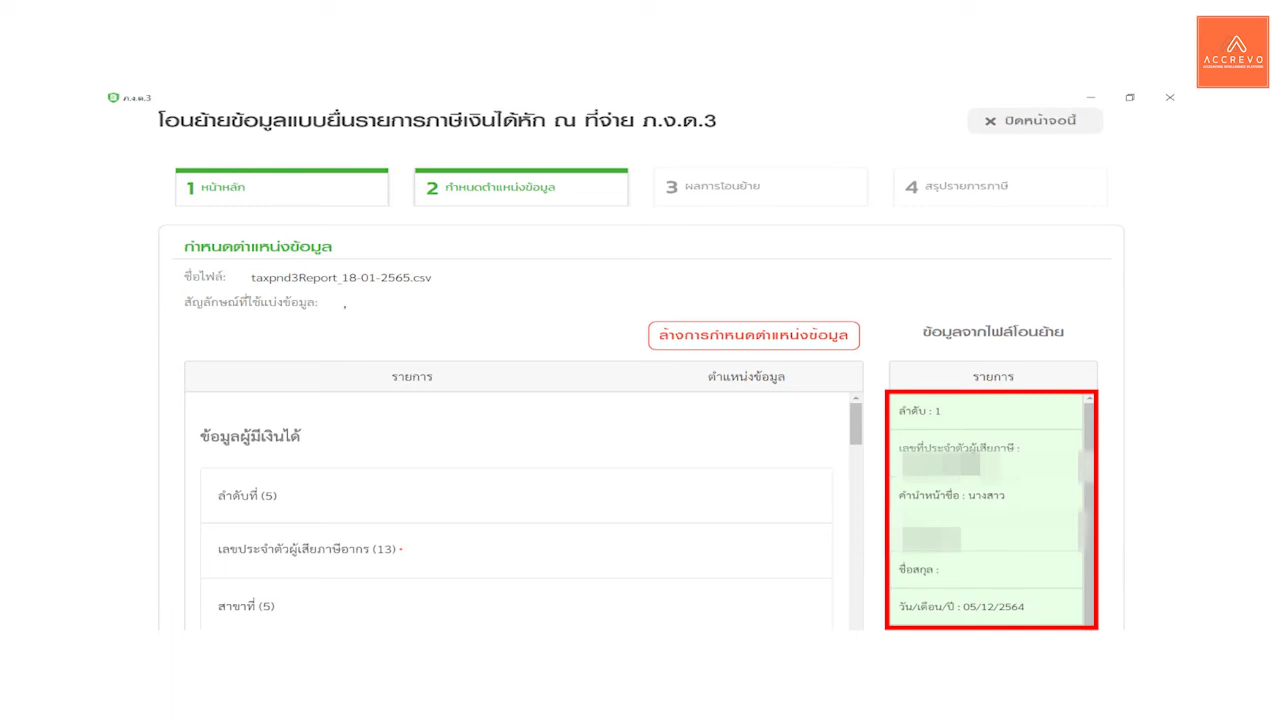 ACCREVO
ภ.ง.ด.3
โอนย้ายข้อมูลแบบยื่นรายการภาษีเงินได้หัก ณ ที่จ่าย ภ.ง.ด.3
ปิดหน้าจอนี้
1 หน้าหลัก
2 กำหนดตำแหน่งข้อมูล
3 ผลการโอนย้าย
4 สรุปรายการภาษี
กำหนดตำแหน่งข้อมูล
ชื่อไฟล์: taxpnd3Report_18-01-2565.csv
สัญลักษณ์ที่ใช้แบ่งข้อมูล: ,
ล้างการกำหนดตำแหน่งข้อมูล
ข้อมูลจากไฟล์โอนย้าย
รายการ ตำแหน่งข้อมูล
รายการ
ข้อมูลผู้มีเงินได้
ลำดับที่ (5)
เลขประจำตัวผู้เสียภาษีอากร (13) *
สาขาที่ (5)
ลำดับ : 1
เลขที่ประจำตัวผู้เสียภาษี :
คำนำหน้าชื่อ : นางสาว
ชื่อสกุล :
วัน/เดือน/ปี : 05/12/2564